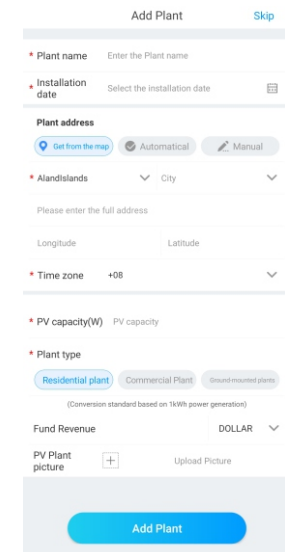 Add Plant Skip
* Plant name Enter the Plant name
* Installation date Select the installation date
Plant address
Get from the map Automatical Manual
* AlandIslands City
Please enter the full address
Longitude Latitude
* Time zone +08
* PV capacity(W) PV capacity
* Plant type
Residential plant Commercial Plant Ground-mounted plants
(Conversion standard based on 1kWh power generation)
Fund Revenue DOLLAR
PV Plant picture + Upload Picture
Add Plant